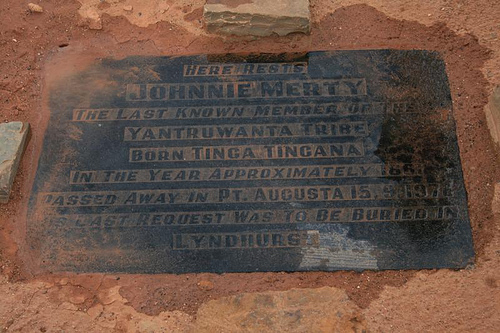 HERE RESTS
JOHNNIE MERTY
THE LAST KNOWN MEMBER OF THE
YANTRUWANTA TRIBE
BORN TINGA TINGANA
IN THE YEAR APPROXIMATELY
PASSED AWAY IN PT. AUGUSTA
LAST REQUEST WAS TO BE BURIED IN
LYNDHURST